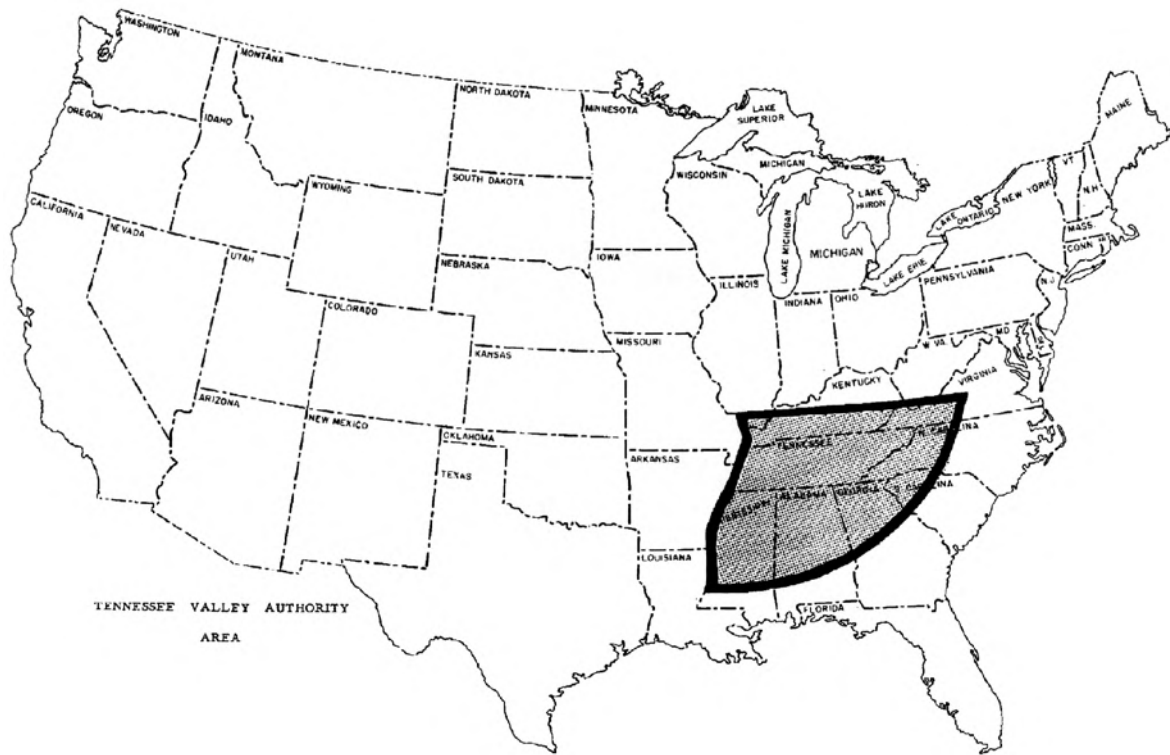 WASHINGTON
MONTANA
NORTH DAKOTA
MINNESOTA
LAKE
SUPERIOR
MAINE
OREGON
IDAHO
MICHIGAN
WISCONSIN
VT
N.H
NEW YORK
SOUTH DAKOTA
WYOMING
LAKE
HURON
LAKE
ONTARIO
MASS.
CONN
CALIFORNIA
NEVADA
UTAH
NEBRASKA
IOWA
LAKE MICHIGAN
MICHIGAN
LAKE ERIE
PENNSYLVANIA
N J
ILLINOIS
INDIANA
OHIO
COLORADO
KANSAS
MISSOURI
W VA.
MD
KENTUCKY
VIRGINIA
ARIZONA
NEW MEXICO
OKLAHOMA
TEXAS
ARKANSAS
TENNESSEE
N. CAROLINA
MISSISSIPPI
ALABAMA
GEORGIA
S. CAROLINA
LOUISIANA
FLORIDA
TENNESSEE VALLEY AUTHORITY
AREA